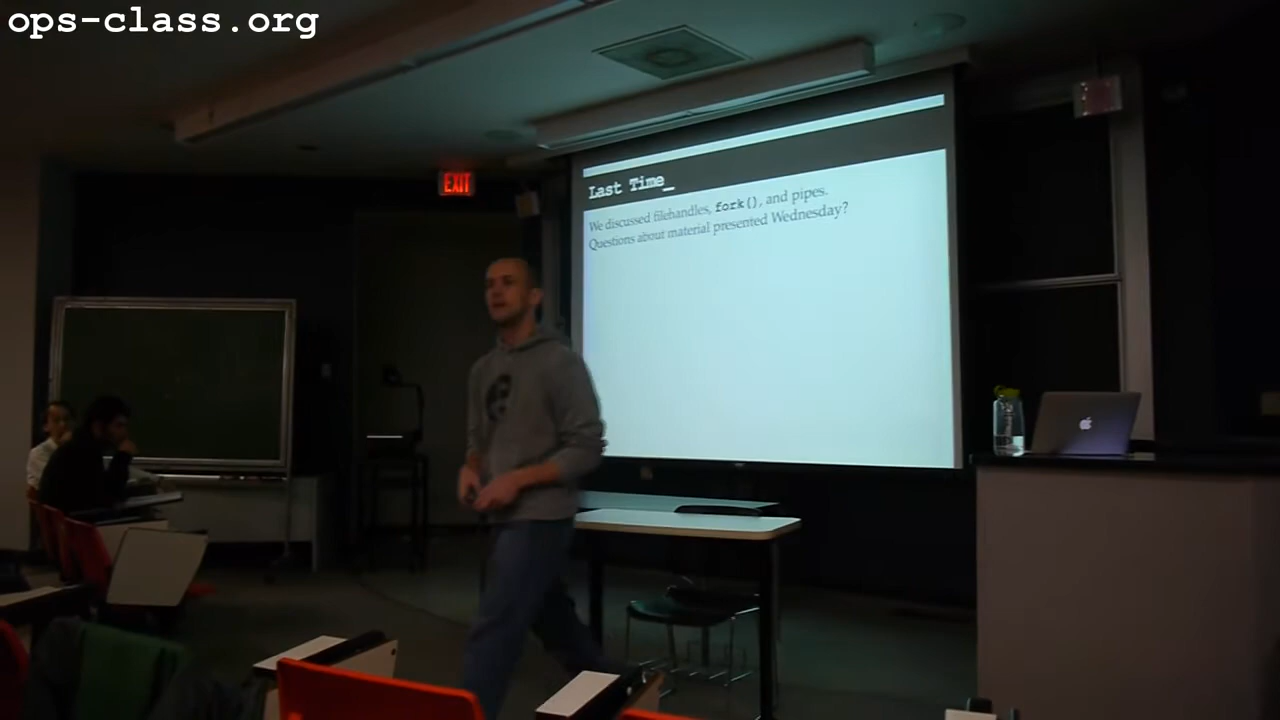 ops-class.org
EXIT
Last Time_
We discussed filehandles, fork(), and pipes.
Questions about material presented Wednesday?